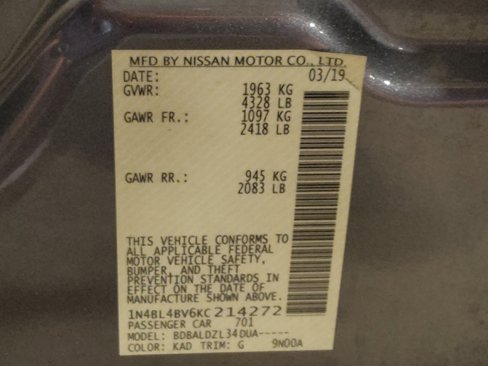 MFD BY NISSAN MOTOR CO., LTD.
DATE: 03/19
GVWR: 1963 KG
4328 LB
GAWR FR.: 1097 KG
2418 LB
GAWR RR.: 945 KG
2083 LB
THIS VEHICLE CONFORMS TO
ALL APPLICABLE FEDERAL
MOTOR VEHICLE SAFETY,
BUMPER, AND THEFT
PREVENTION STANDARDS IN
EFFECT ON THE DATE OF
MANUFACTURE SHOWN ABOVE.
1N4BL4BV6KC214272
PASSENGER CAR 701
MODEL: BDBALDZL34DUA-----
COLOR: KAD TRIM: G 9N00A